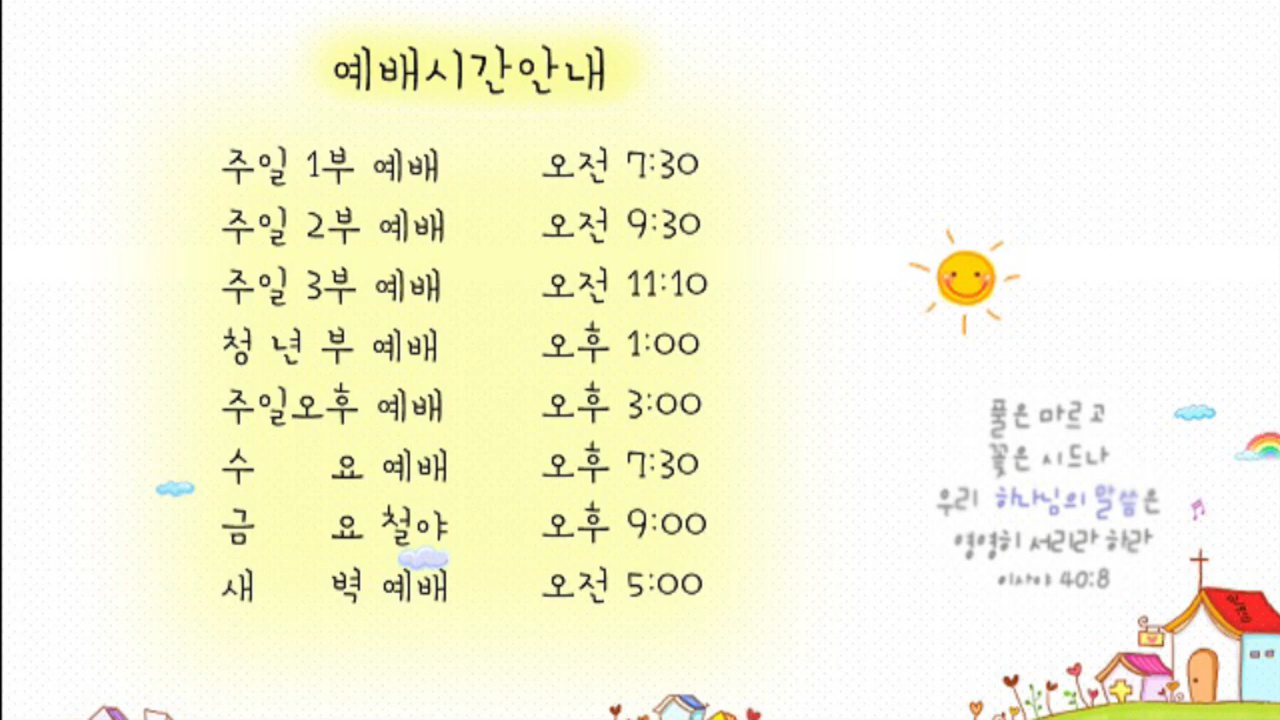 예배시간안내
주일 1부 예배 오전 7:30
주일 2부 예배 오전 9:30
주일 3부 예배 오전 11:10
청 년 부 예배 오후 1:00
주일오후 예배 오후 3:00
수 요 예배 오후 7:30
금 요 철야 오후 9:00
새 벽 예배 오전 5:00
풀은 마르고
꽃은 시드나
우리 하나님의 말씀은
영영히 서리라 하라
이사야 40:8